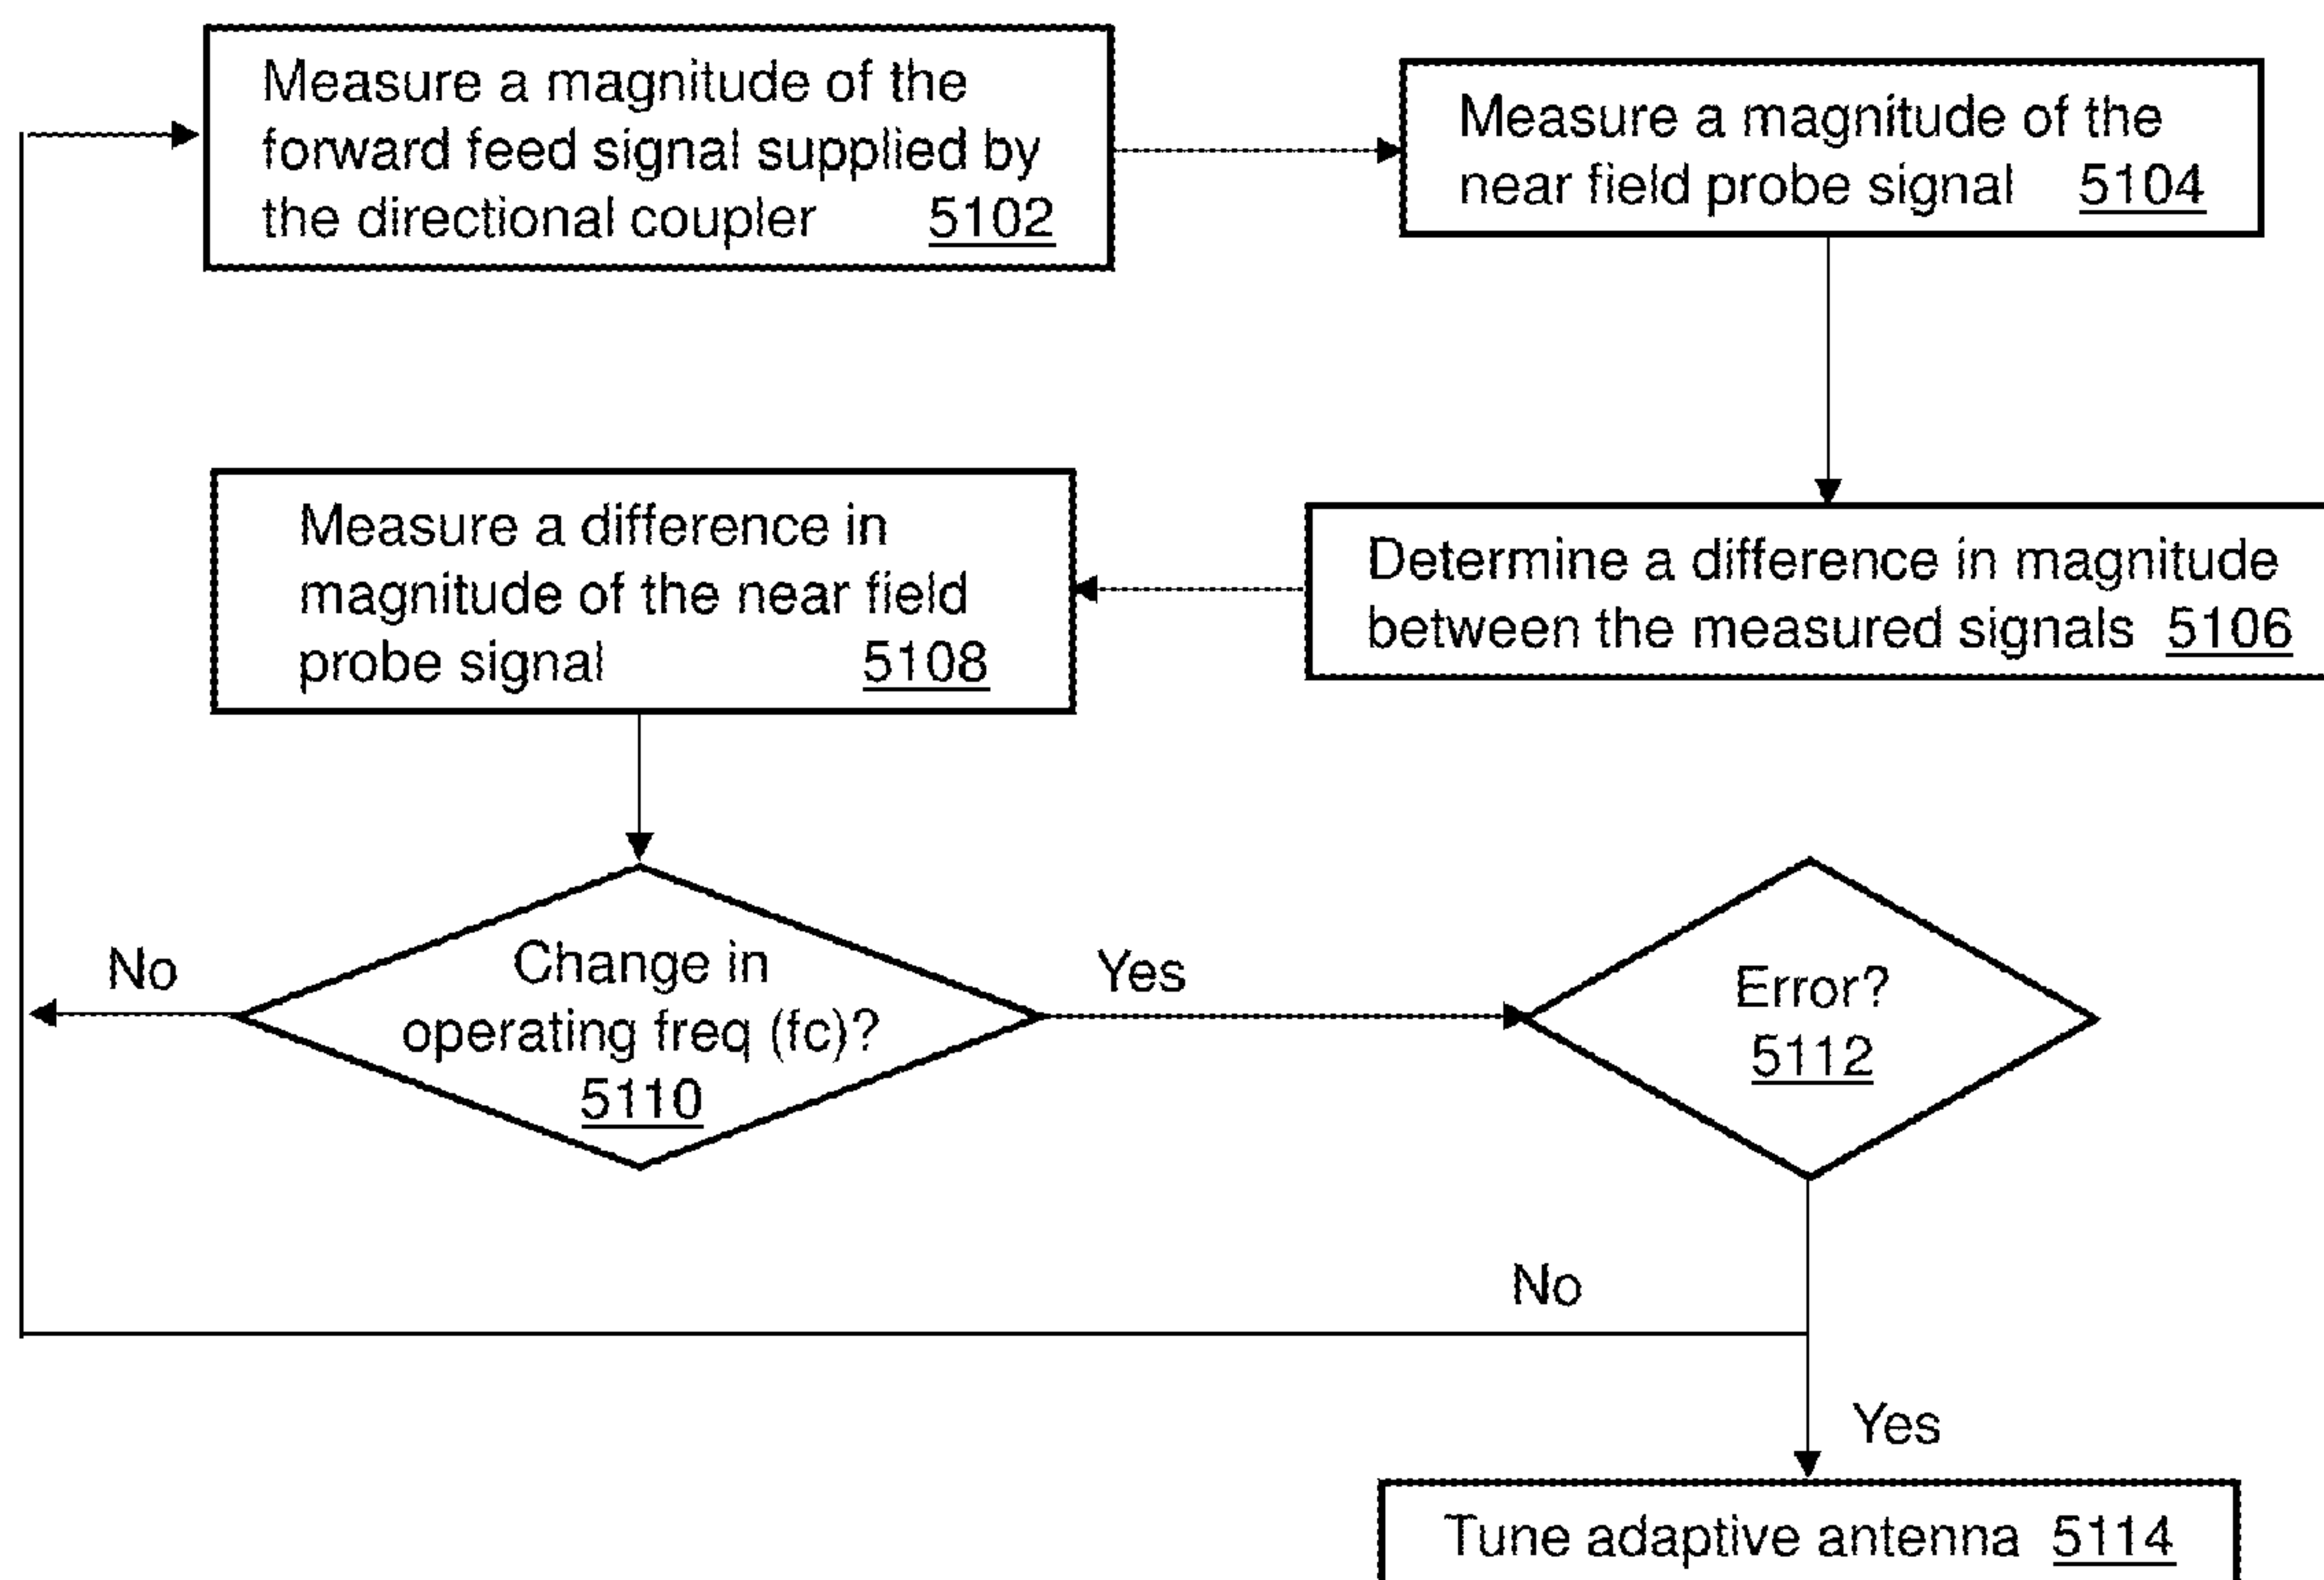 Measure a magnitude of the
forward feed signal supplied by
the directional coupler 5102
Measure a magnitude of the
near field probe signal 5104
Determine a difference in magnitude
between the measured signals 5106
Measure a difference in
magnitude of the near field
probe signal 5108
Change in
operating freq (fc)?
5110
No
Yes
Error?
5112
No
Yes
Tune adaptive antenna 5114